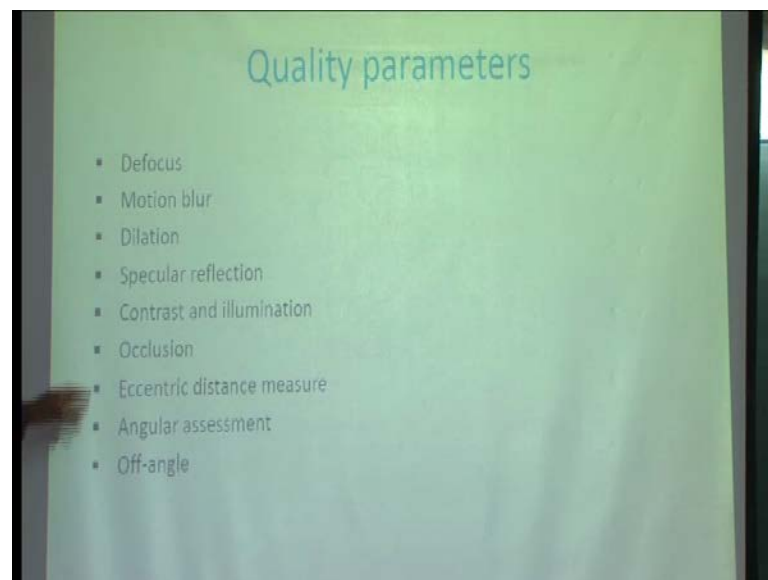 Quality parameters
▪ Defocus
▪ Motion blur
▪ Dilation
▪ Specular reflection
▪ Contrast and illumination
▪ Occlusion
▪ Eccentric distance measure
▪ Angular assessment
▪ Off-angle